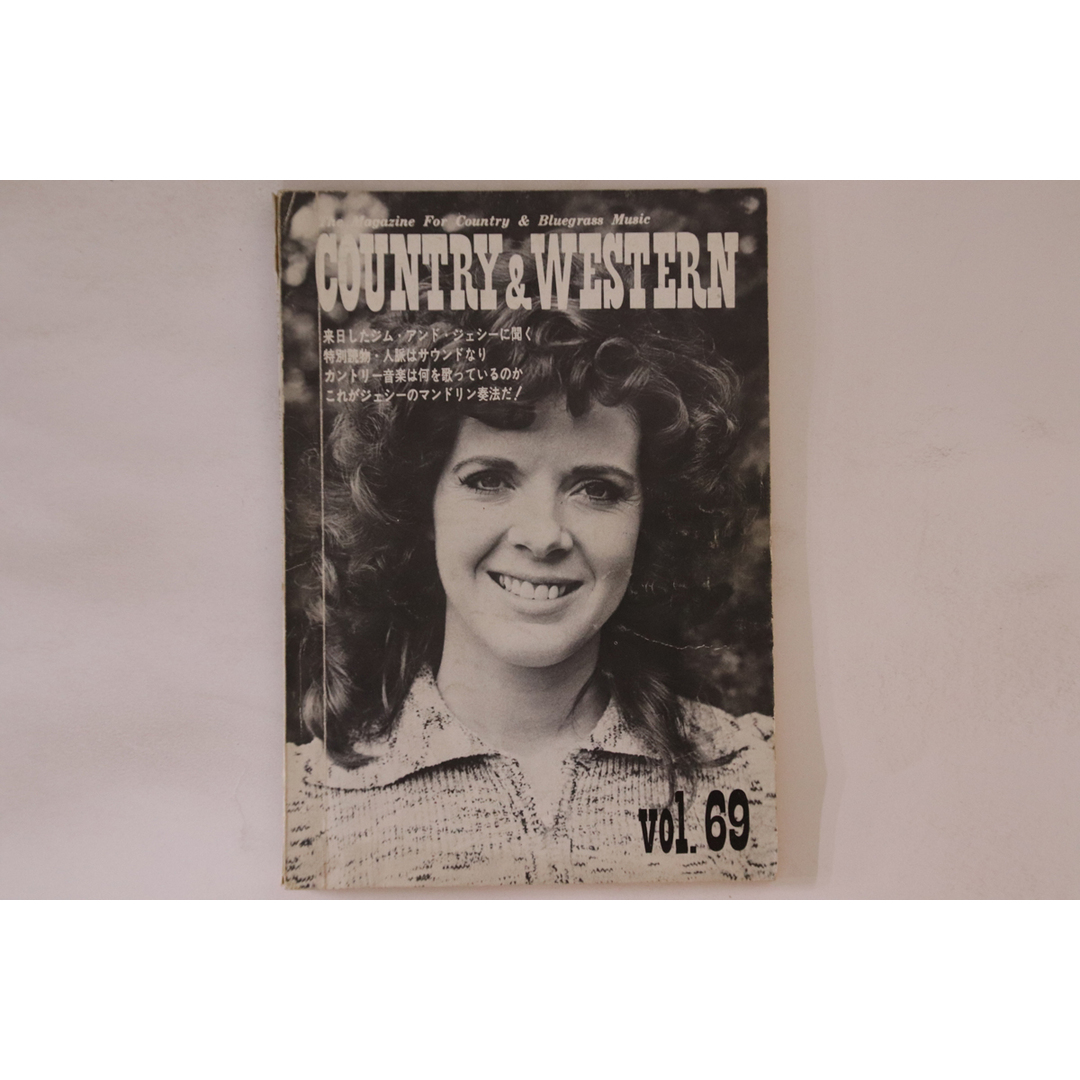 The Magazine For Country & Bluegrass Music
COUNTRY & WESTERN
来日したジム・アンド・ジェシーに聞く
特別読物・人脈はサウンドなり
カントリー音楽は何を歌っているのか
これがジェシーのマンドリン奏法だ!
vol. 69